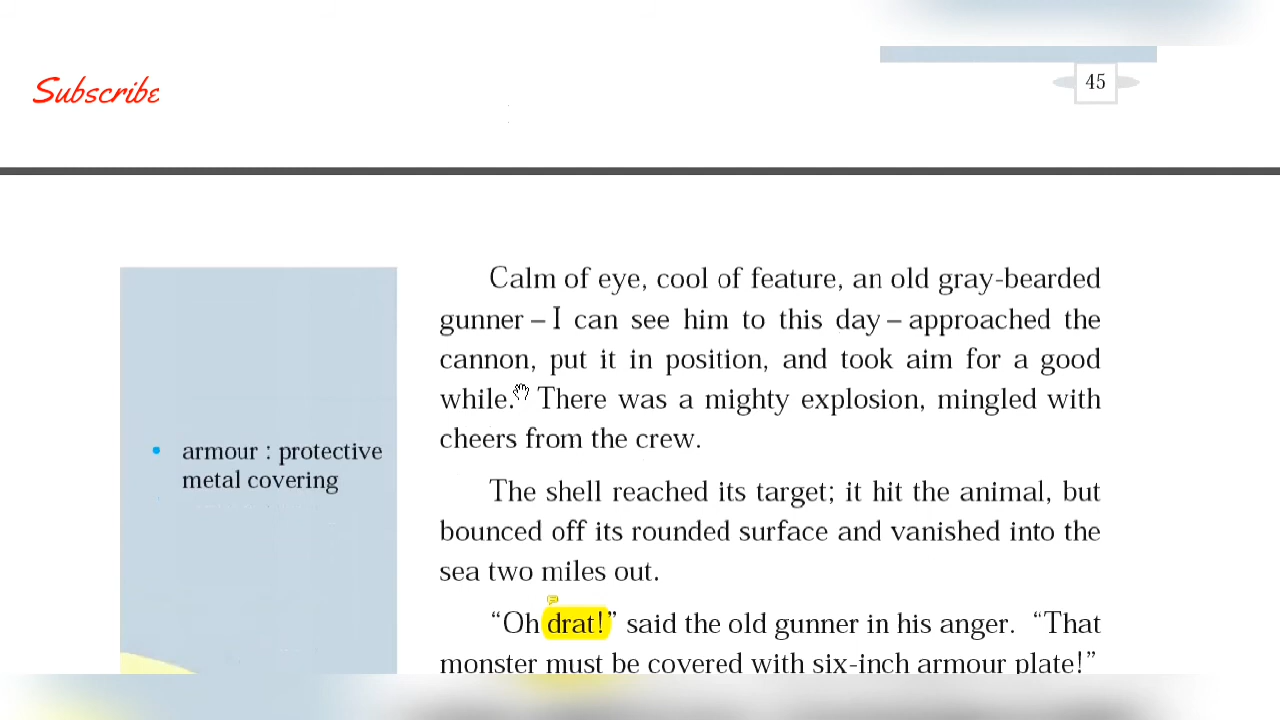 Subscribe
45
Calm of eye, cool of feature, an old gray-bearded
gunner – I can see him to this day – approached the
cannon, put it in position, and took aim for a good
while. There was a mighty explosion, mingled with
cheers from the crew.
• armour : protective
metal covering
The shell reached its target; it hit the animal, but
bounced off its rounded surface and vanished into the
sea two miles out.
“Oh drat!” said the old gunner in his anger. “That
monster must be covered with six-inch armour plate!”